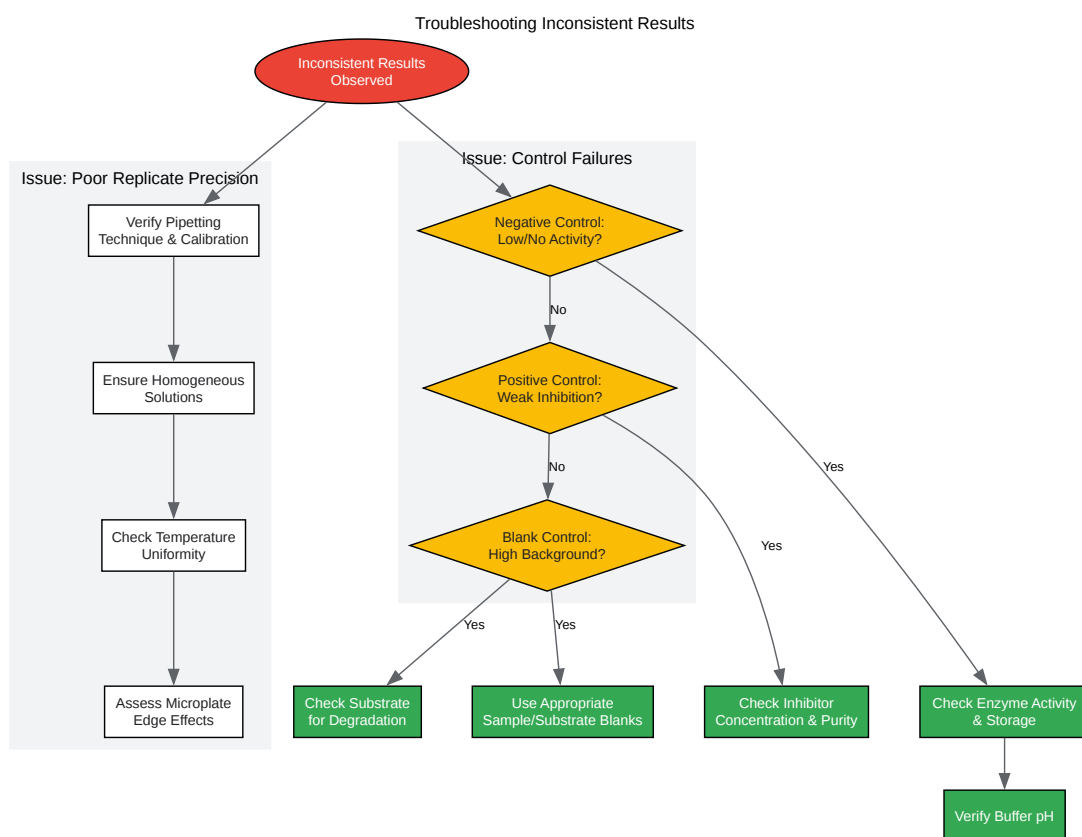 Troubleshooting Inconsistent Results
Inconsistent Results
Observed
Issue: Poor Replicate Precision
Verify Pipetting
Technique & Calibration
Ensure Homogeneous
Solutions
Check Temperature
Uniformity
Assess Microplate
Edge Effects
Issue: Control Failures
Negative Control:
Low/No Activity?
No
Yes
Positive Control:
Weak Inhibition?
No
Yes
Blank Control:
High Background?
Yes
Yes
Check Substrate
for Degradation
Use Appropriate
Sample/Substrate Blanks
Check Inhibitor
Concentration & Purity
Check Enzyme Activity
& Storage
Verify Buffer pH